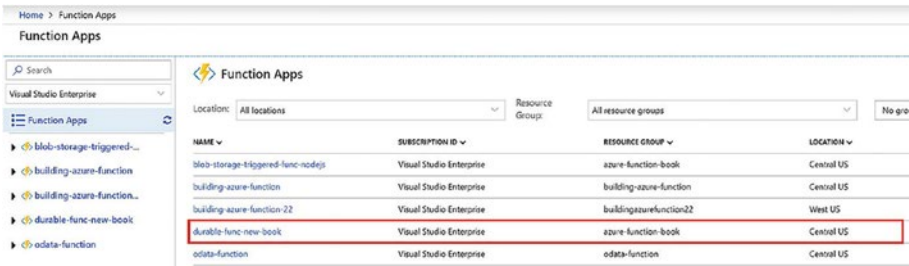 Home > Function Apps
Function Apps
Search
Visual Studio Enterprise
Function Apps
blob-storage-triggered-...
building-azure-function
building-azure-function...
durable-func-new-book
odata-function
Function Apps
Location: All locations
Resource Group: All resource groups
No gro
NAME SUBSCRIPTION ID RESOURCE GROUP LOCATION
blob-storage-triggered-func-nodejs Visual Studio Enterprise azure-function-book Central US
building-azure-function Visual Studio Enterprise building-azure-function Central US
building-azure-function-22 Visual Studio Enterprise buildingazurefunction22 West US
durable-func-new-book Visual Studio Enterprise azure-function-book Central US
odata-function Visual Studio Enterprise odata-function Central US